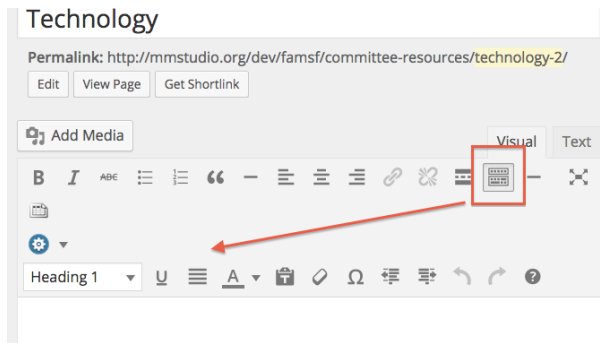 Technology
Permalink: http://mmstudio.org/dev/famsf/committee-resources/technology-2/
Edit View Page Get Shortlink
Add Media
Visual Text
B I ABC “
Heading 1 U A T Ω ?